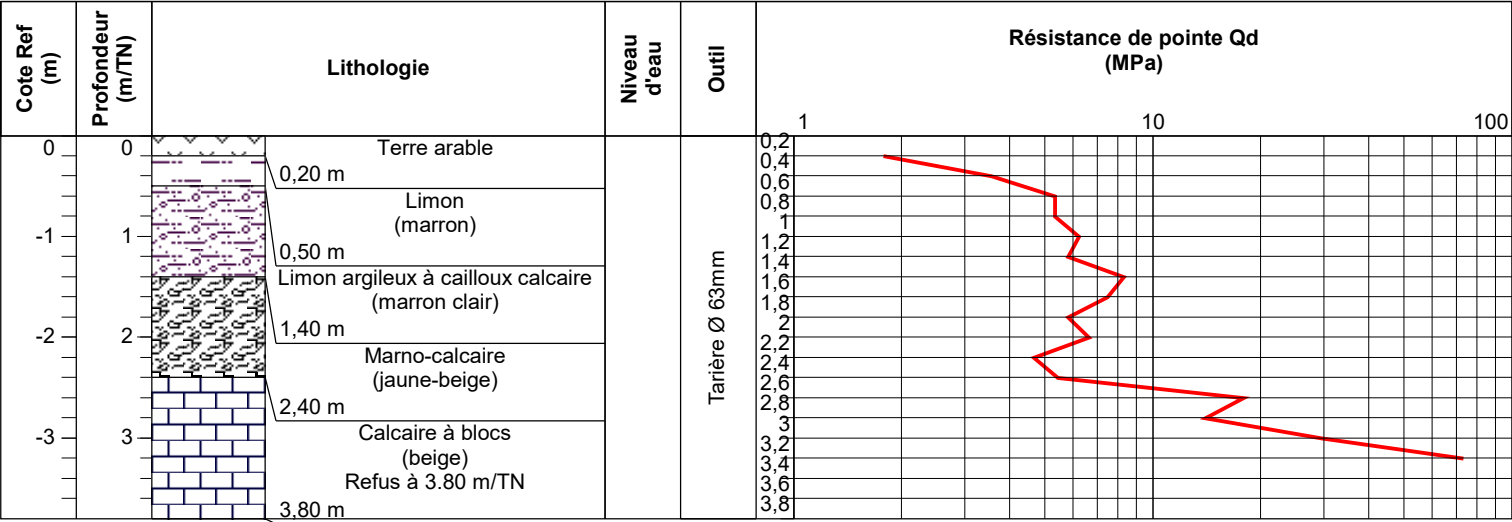 Cote Ref
(m)
Profondeur
(m/TN)
Lithologie
Niveau
d'eau
Outil
Résistance de pointe Qd
(MPa)
1
10
100
0
-1
-2
-3
0
1
2
3
Terre arable
0,20 m
Limon
(marron)
0,50 m
Limon argileux à cailloux calcaire
(marron clair)
1,40 m
Marno-calcaire
(jaune-beige)
2,40 m
Calcaire à blocs
(beige)
Refus à 3.80 m/TN
3,80 m
Tarière Ø 63mm
0,2
0,4
0,6
0,8
1
1,2
1,4
1,6
1,8
2
2,2
2,4
2,6
2,8
3
3,2
3,4
3,6
3,8